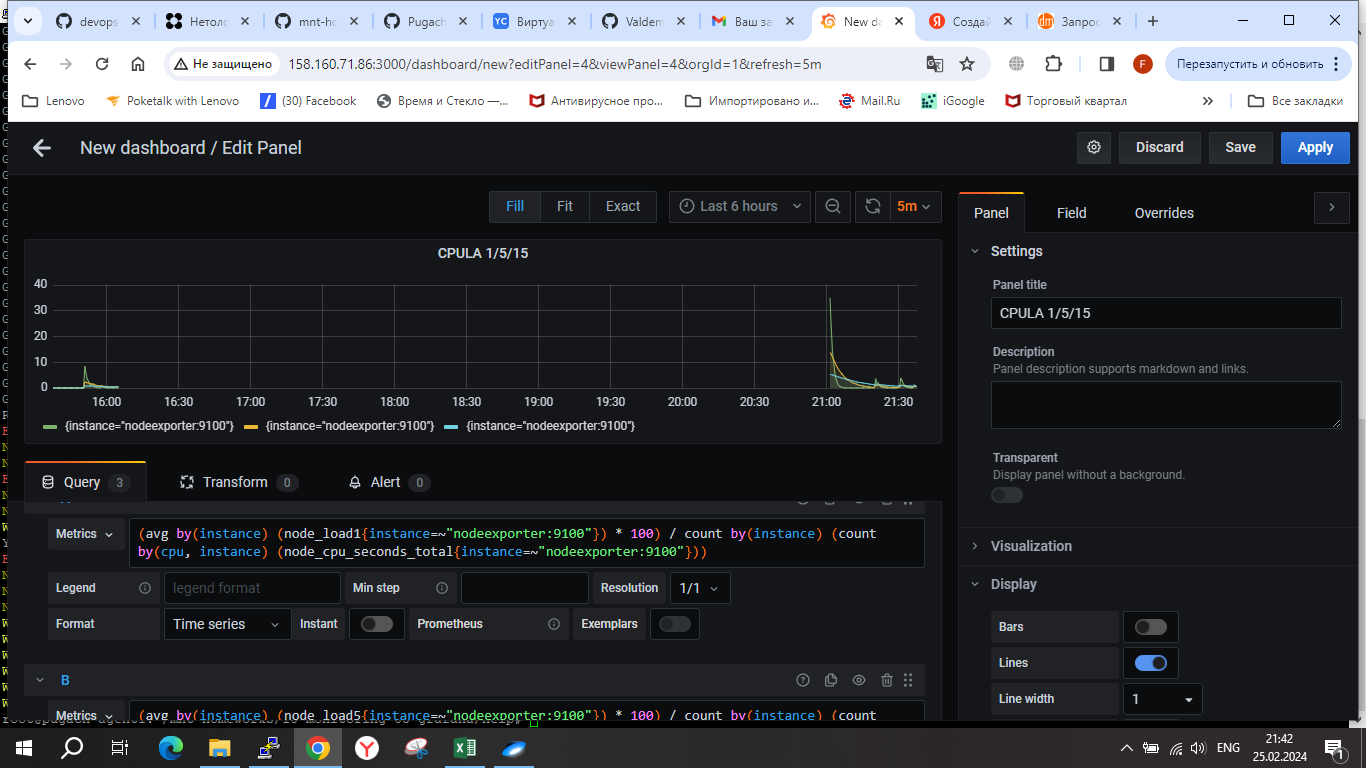 devops
Нетоло
mnt-ho
Pugach
YC Виртуа
Valdem
Ваш за
New da
Я Создай
dm Запрос
Не защищено 158.160.71.86:3000/dashboard/new?editPanel=4&viewPanel=4&orgId=1&refresh=5m
F
Перезапустить и обновить
Lenovo Poketalk with Lenovo (30) Facebook Время и Стекло —... Антивирусное про... Импортировано и... Mail.Ru iGoogle Торговый квартал » Все закладки
New dashboard / Edit Panel
Discard Save Apply
Fill Fit Exact Last 6 hours 5m
CPULA 1/5/15
40
30
20
10
0
16:00 16:30 17:00 17:30 18:00 18:30 19:00 19:30 20:00 20:30 21:00 21:30
{instance="nodeexporter:9100"} {instance="nodeexporter:9100"} {instance="nodeexporter:9100"}
Query 3 Transform 0 Alert 0
Metrics (avg by(instance) (node_load1{instance=~"nodeexporter:9100"}) * 100) / count by(instance) (count
by(cpu, instance) (node_cpu_seconds_total{instance=~"nodeexporter:9100"}))
Legend legend format Min step Resolution 1/1
Format Time series Instant Prometheus Exemplars
B
Metrics (avg by(instance) (node_load5{instance=~"nodeexporter:9100"}) * 100) / count by(instance) (count
Panel Field Overrides
Settings
Panel title
CPULA 1/5/15
Description
Panel description supports markdown and links.
Transparent
Display panel without a background.
Visualization
Display
Bars
Lines
Line width 1
ENG
21:42
25.02.2024
1